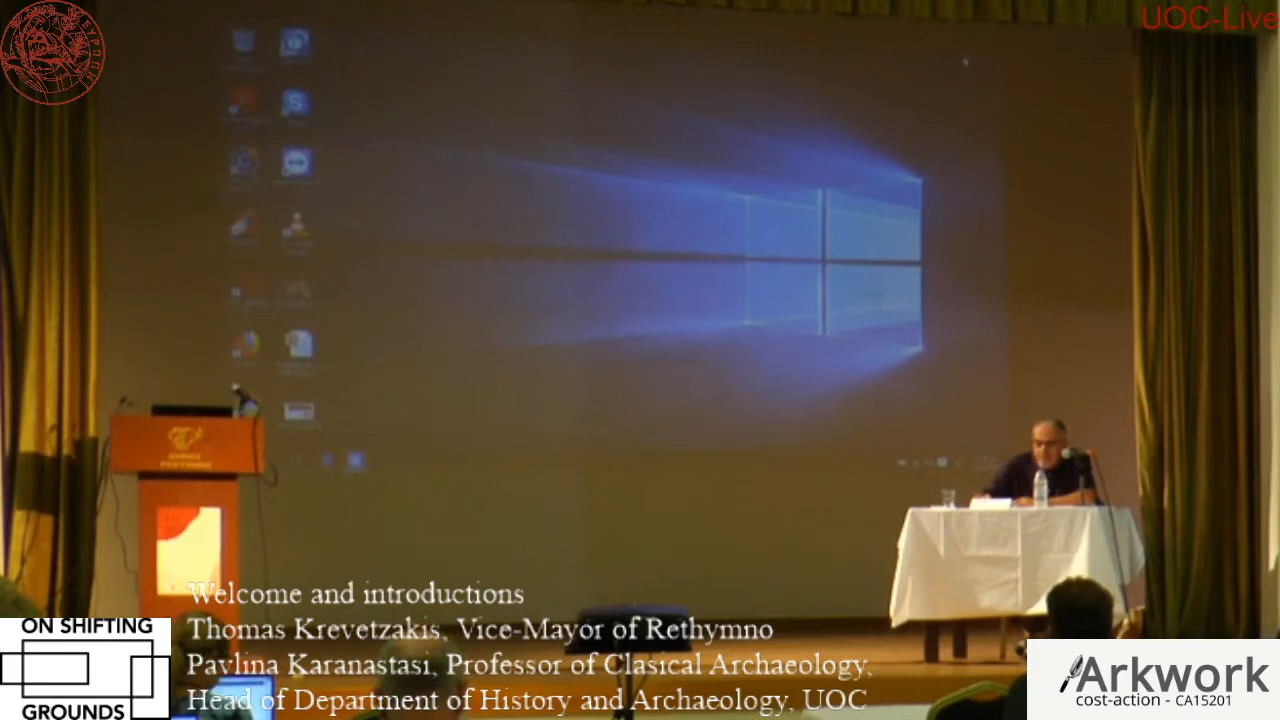 UOC-Live
Welcome and introductions
Thomas Krevetzakis, Vice-Mayor of Rethymno
Pavlina Karanastasi, Professor of Clasical Archaeology,
Head of Department of History and Archaeology, UOC
ON SHIFTING
GROUNDS
Arkwork
cost-action - CA15201